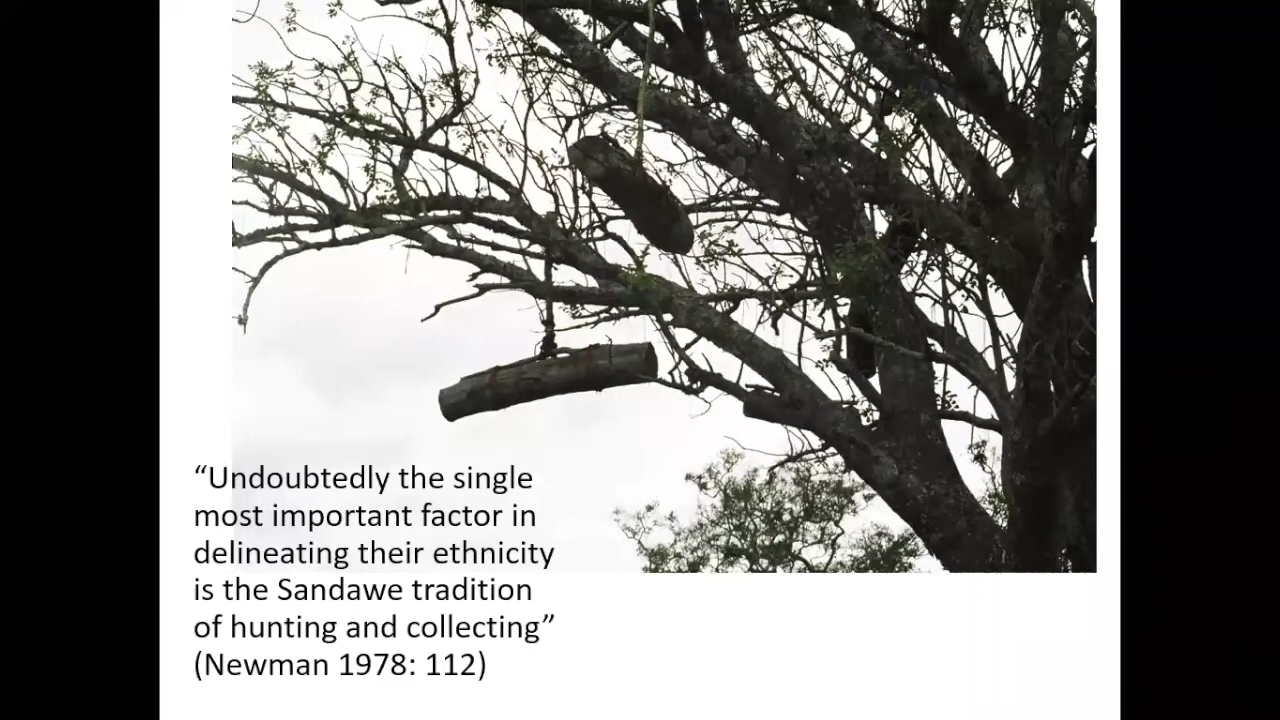 “Undoubtedly the single
most important factor in
delineating their ethnicity
is the Sandawe tradition
of hunting and collecting”
(Newman 1978: 112)